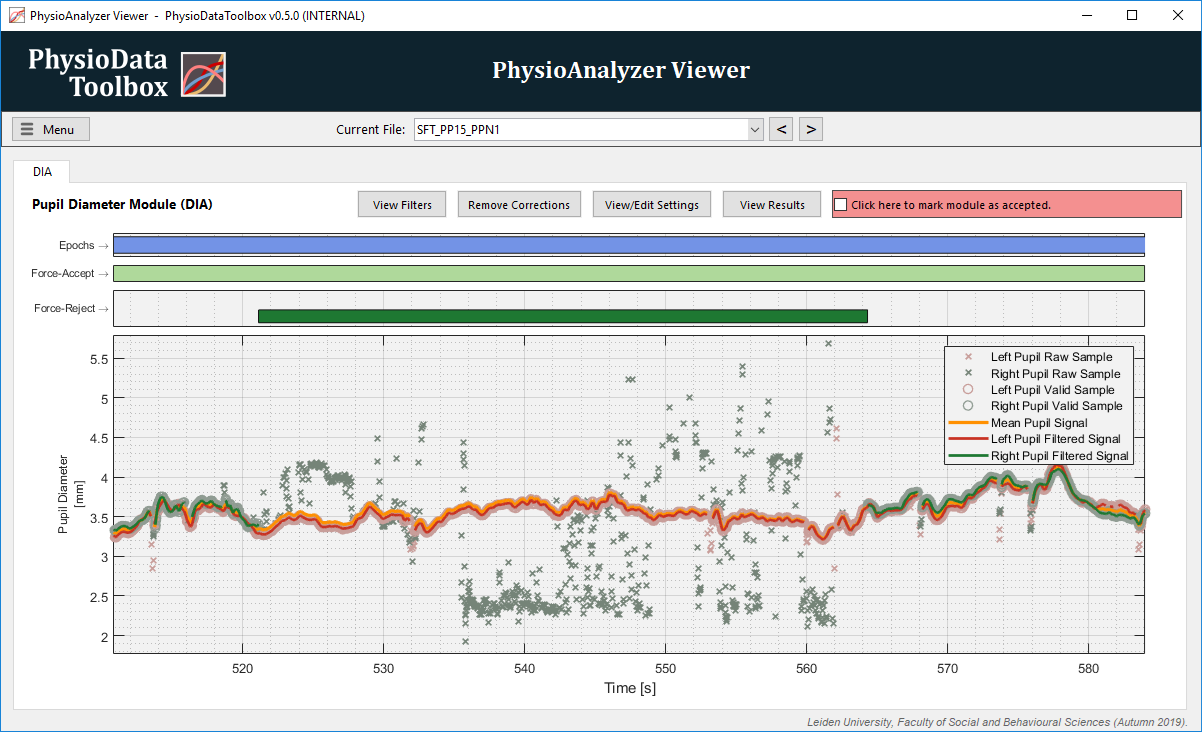 PhysioAnalyzer Viewer - PhysioDataToolbox v0.5.0 (INTERNAL)
PhysioData
Toolbox
PhysioAnalyzer Viewer
Menu
Current File: SFT_PP15_PPN1 < >
DIA
Pupil Diameter Module (DIA)
View Filters
Remove Corrections
View/Edit Settings
View Results
Click here to mark module as accepted.
Epochs →
Force-Accept →
Force-Reject →
Pupil Diameter
[mm]
5.5
5
4.5
4
3.5
3
2.5
2
Left Pupil Raw Sample
Right Pupil Raw Sample
Left Pupil Valid Sample
Right Pupil Valid Sample
Mean Pupil Signal
Left Pupil Filtered Signal
Right Pupil Filtered Signal
520 530 540 550 560 570 580
Time [s]
Leiden University, Faculty of Social and Behavioural Sciences (Autumn 2019).